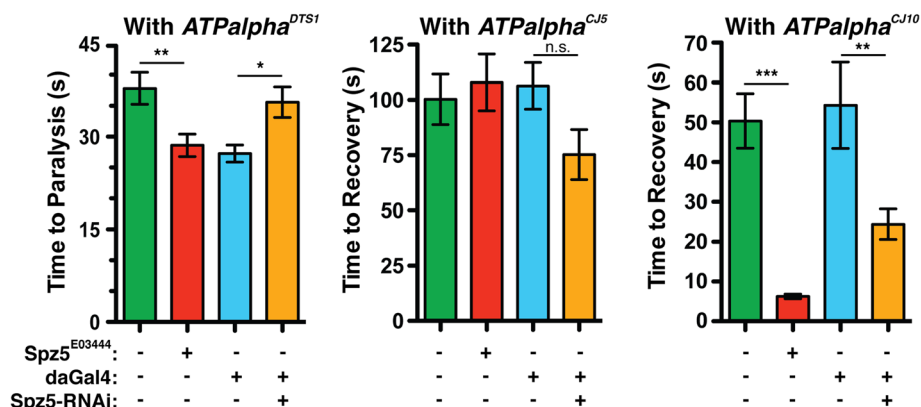 With ATPalpha^DTS1
Time to Paralysis (s)
45
30
15
0
**
*
With ATPalpha^CJ5
Time to Recovery (s)
125
100
75
50
25
0
n.s.
With ATPalpha^CJ10
Time to Recovery (s)
70
60
50
40
30
20
10
0
***
**
Spz5^E03444: - + - - - + - - - + - -
daGal4: - - + + - - + + - - + +
Spz5-RNAi: - - - + - - - + - - - +